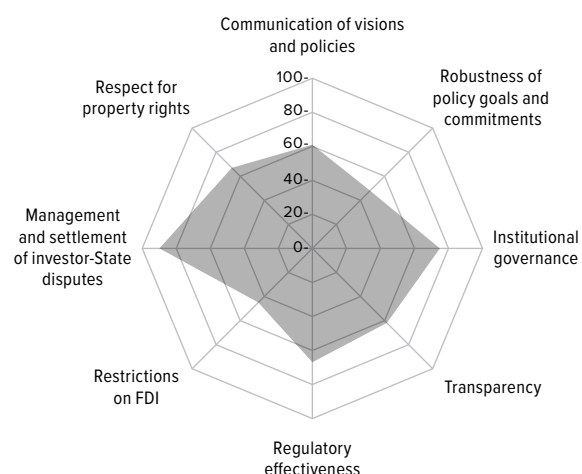 Communication of visions
and policies
Respect for
property rights
Robustness of
policy goals and
commitments
100-
80-
60-
40-
20-
0-
Management
and settlement
of investor-State
disputes
Institutional
governance
Restrictions
on FDI
Transparency
Regulatory
effectiveness